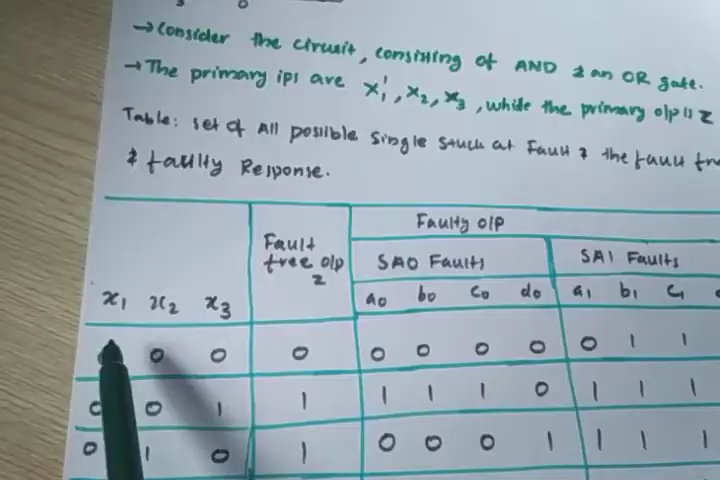 → Consider the circuit, consisting of AND & an OR gate.
→ The primary ips are x₁', x₂, x₃, while the primary o/p is z
Table: set of All possible single stuck at Fault & the fault fre
& faulty Response.
Faulty o/p
Fault free o/p z
SA0 Faults SA1 Faults
x₁ x₂ x₃ a₀ b₀ c₀ d₀ a₁ b₁ c₁
0 0 0 0 0 0 0 0 1 1
0 0 1 1 1 1 1 0 1 1 1
0 1 0 1 0 0 0 1 1 1 1